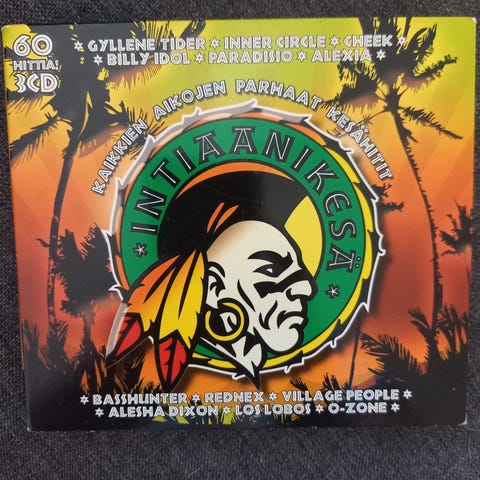 60
HITTIÄ!
3CD
* GYLLENE TIDER * INNER CIRCLE * CHEEK *
* BILLY IDOL * PARADISIO * ALEXIA *
KAIKKIEN AIKOJEN PARHAAT KESÄHITIT
* INTIAANIKESÄ *
* BASSHUNTER * REDNEX * VILLAGE PEOPLE *
* ALESHA DIXON * LOS LOBOS * O-ZONE *